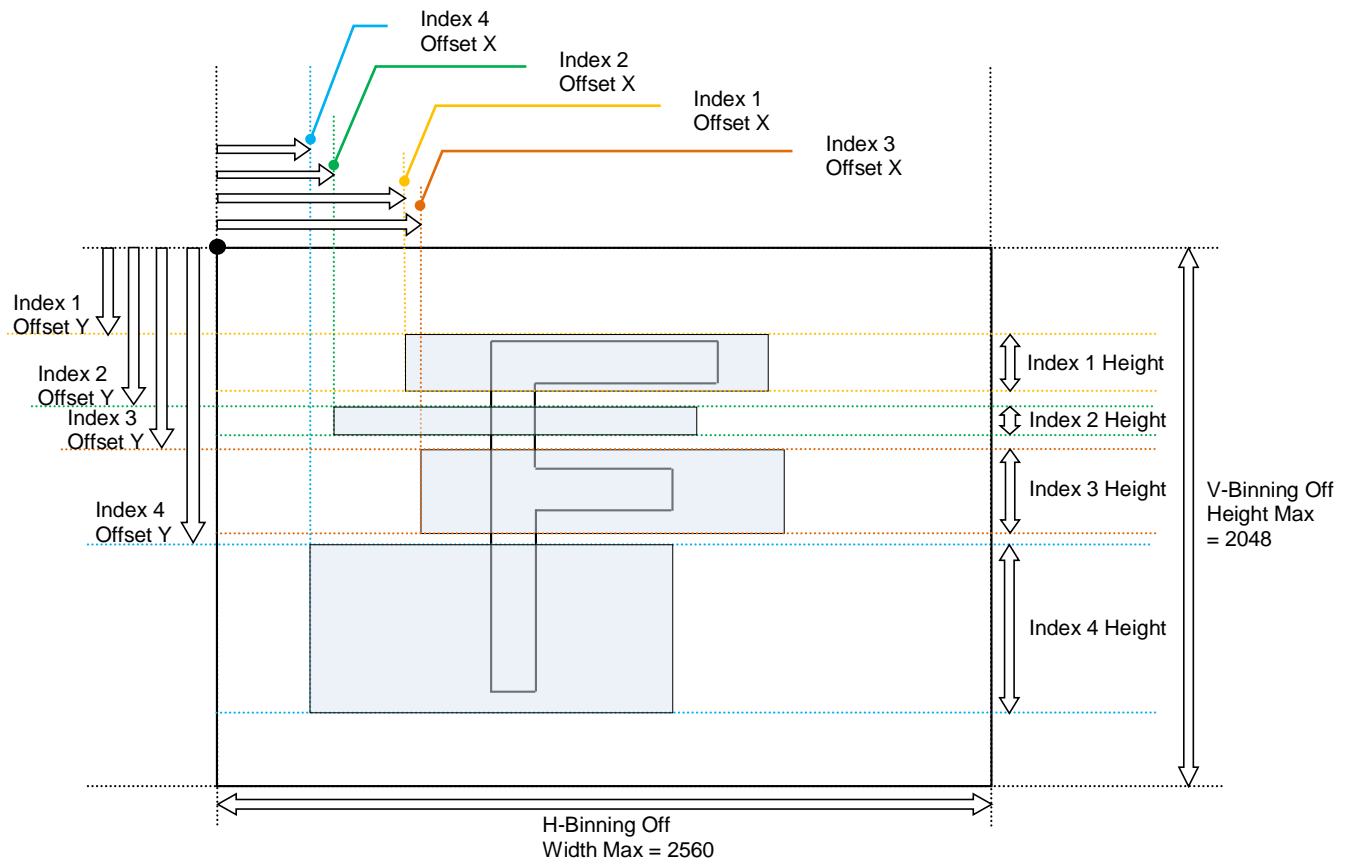 Index 4
Offset X
Index 2
Offset X
Index 1
Offset X
Index 3
Offset X
Index 1
Offset Y
Index 2
Offset Y
Index 3
Offset Y
Index 4
Offset Y
Index 1 Height
Index 2 Height
Index 3 Height
Index 4 Height
V-Binning Off
Height Max
= 2048
H-Binning Off
Width Max = 2560